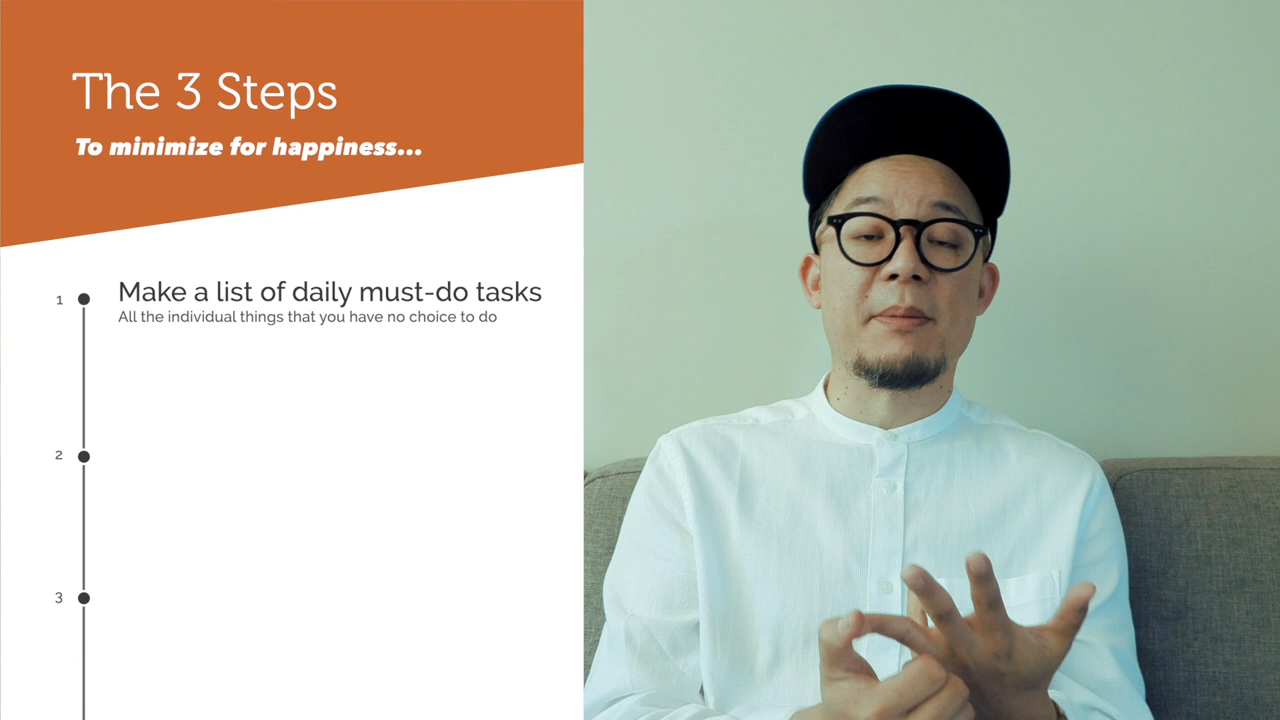 The 3 Steps
To minimize for happiness...
1 Make a list of daily must-do tasks
All the individual things that you have no choice to do
2
3